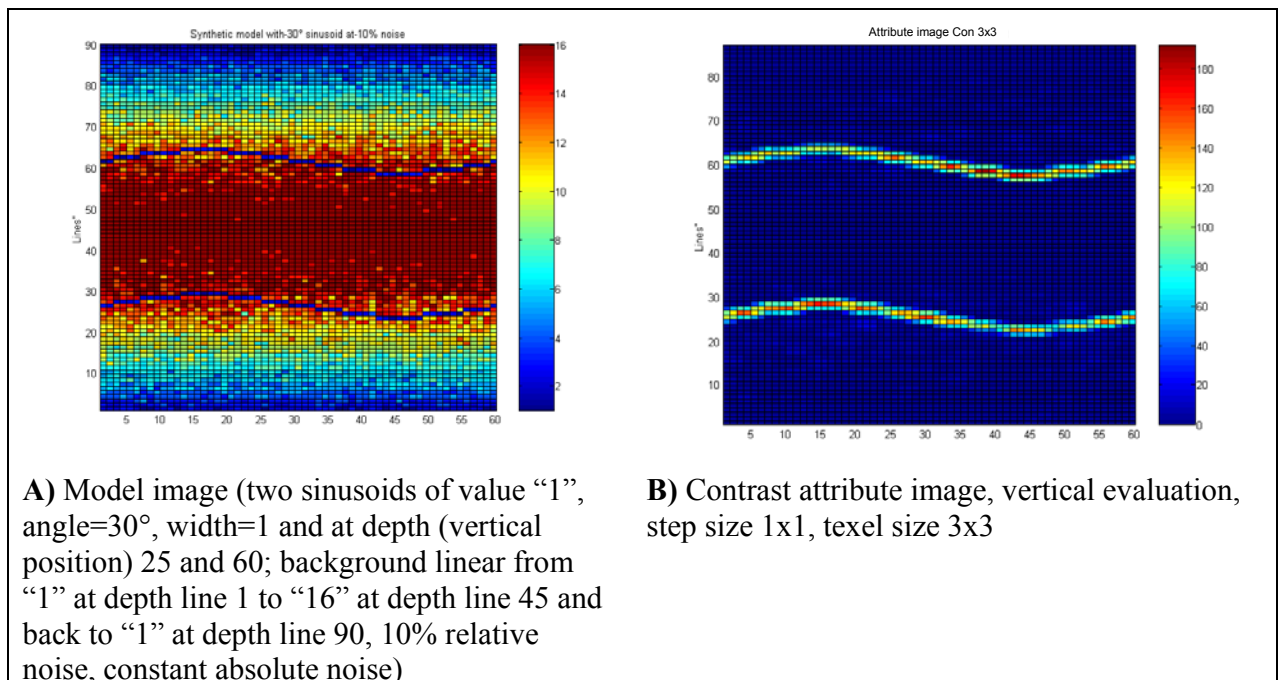 Synthetic model with-30° sinusoid at-10% noise
90
80
70
60
50
40
30
20
10
Lines"
5 10 15 20 25 30 35 40 45 50 55 60
16
14
12
10
8
6
4
2
Attribute image Con 3x3
80
70
60
50
40
30
20
10
Lines"
5 10 15 20 25 30 35 40 45 50 55 60
180
160
140
120
100
80
60
40
20
0
A) Model image (two sinusoids of value “1”,
angle=30°, width=1 and at depth (vertical
position) 25 and 60; background linear from
“1” at depth line 1 to “16” at depth line 45 and
back to “1” at depth line 90, 10% relative
noise, constant absolute noise)
B) Contrast attribute image, vertical evaluation,
step size 1x1, texel size 3x3